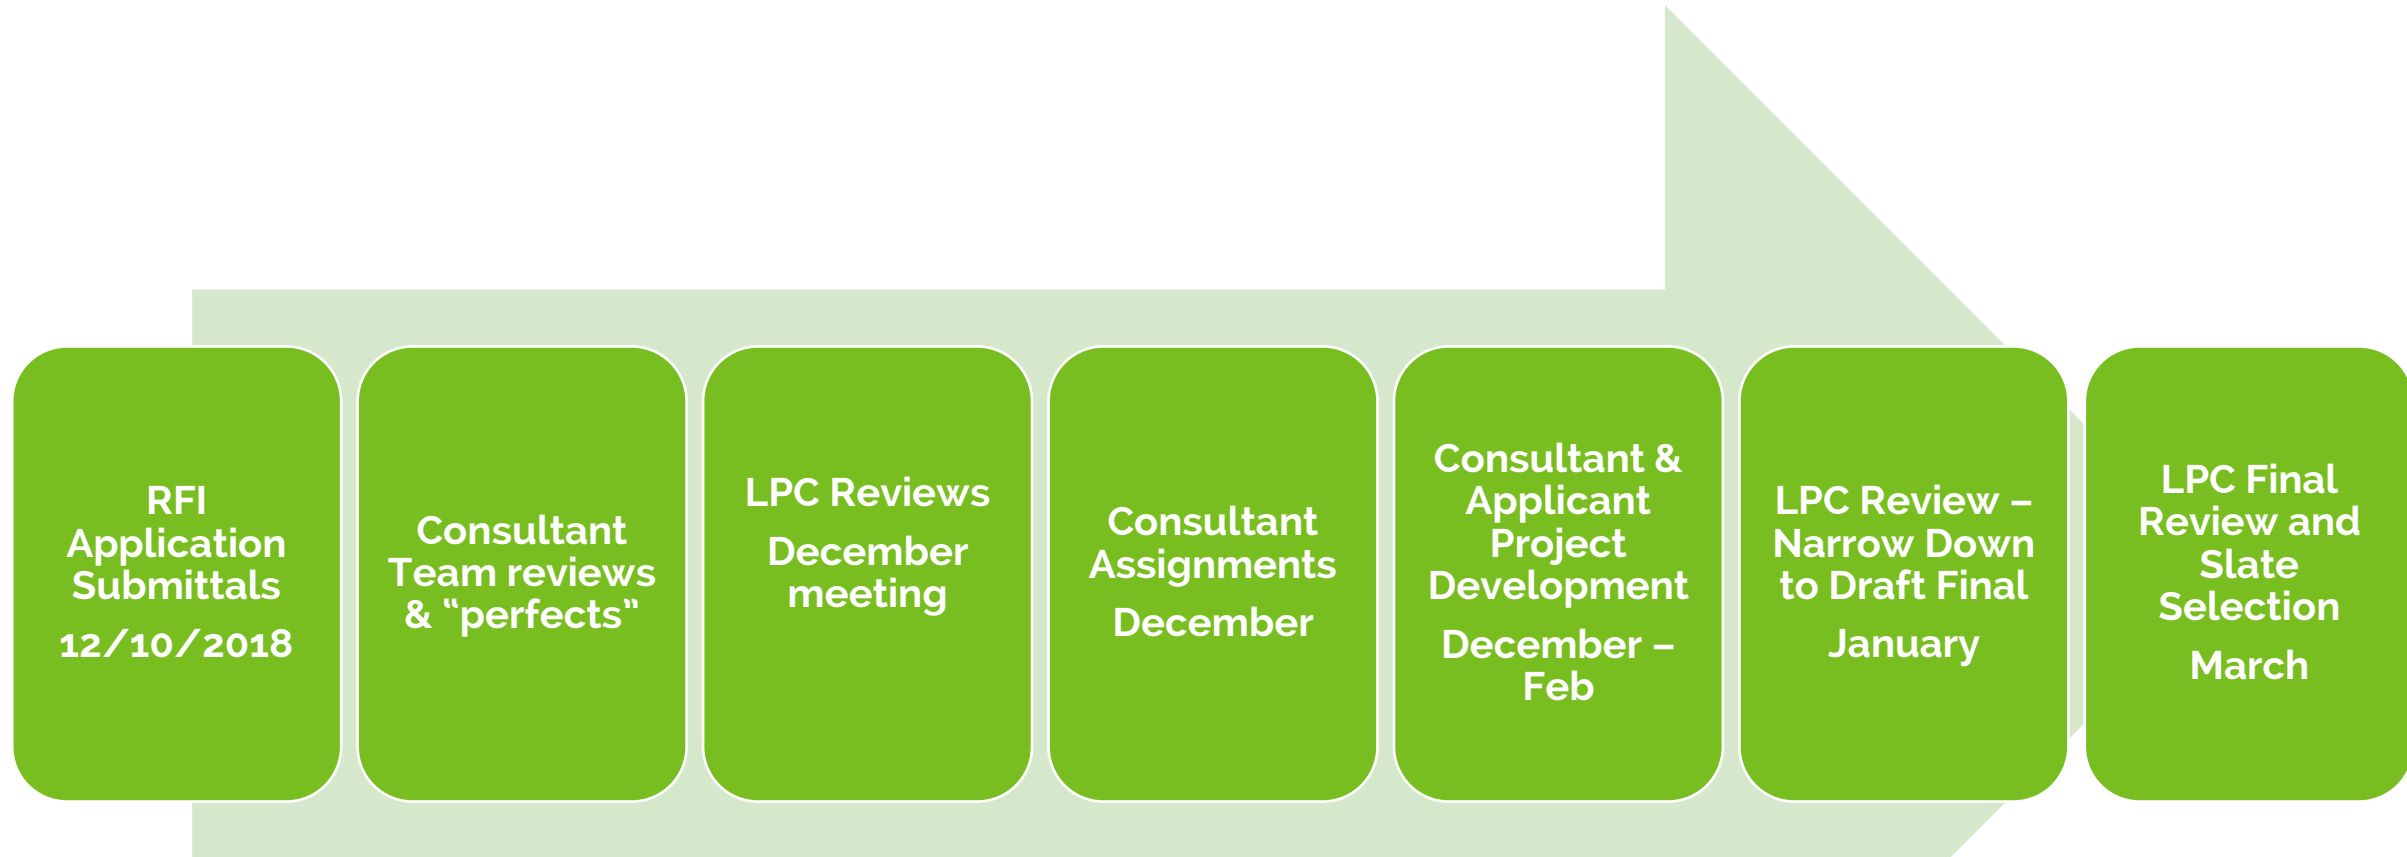 RFI
Application
Submittals
12/10/2018
Consultant
Team reviews
& “perfects”
LPC Reviews
December
meeting
Consultant
Assignments
December
Consultant &
Applicant
Project
Development
December –
Feb
LPC Review –
Narrow Down
to Draft Final
January
LPC Final
Review and
Slate
Selection
March